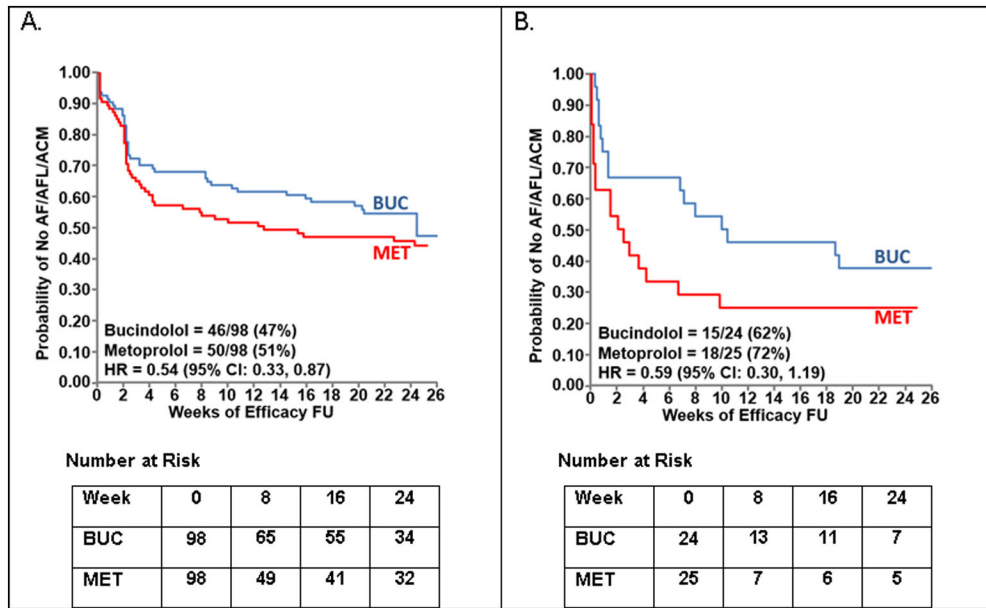 A.
Probability of No AF/AFL/ACM
1.00
0.90
0.80
0.70
0.60
0.50
0.40
0.30
0.20
0.10
0.00
BUC
MET
Bucindolol = 46/98 (47%)
Metoprolol = 50/98 (51%)
HR = 0.54 (95% CI: 0.33, 0.87)
0 2 4 6 8 10 12 14 16 18 20 22 24 26
Weeks of Efficacy FU
Number at Risk
Week 0 8 16 24
BUC 98 65 55 34
MET 98 49 41 32
B.
Probability of No AF/AFL/ACM
1.00
0.90
0.80
0.70
0.60
0.50
0.40
0.30
0.20
0.10
0.00
BUC
MET
Bucindolol = 15/24 (62%)
Metoprolol = 18/25 (72%)
HR = 0.59 (95% CI: 0.30, 1.19)
0 2 4 6 8 10 12 14 16 18 20 22 24 26
Weeks of Efficacy FU
Number at Risk
Week 0 8 16 24
BUC 24 13 11 7
MET 25 7 6 5